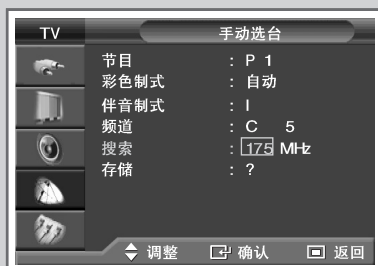 TV 手动选台
节目 : P 1
彩色制式 : 自动
伴音制式 : I
频道 : C 5
搜索 : 175 MHz
存储 : ?
调整 确认 返回